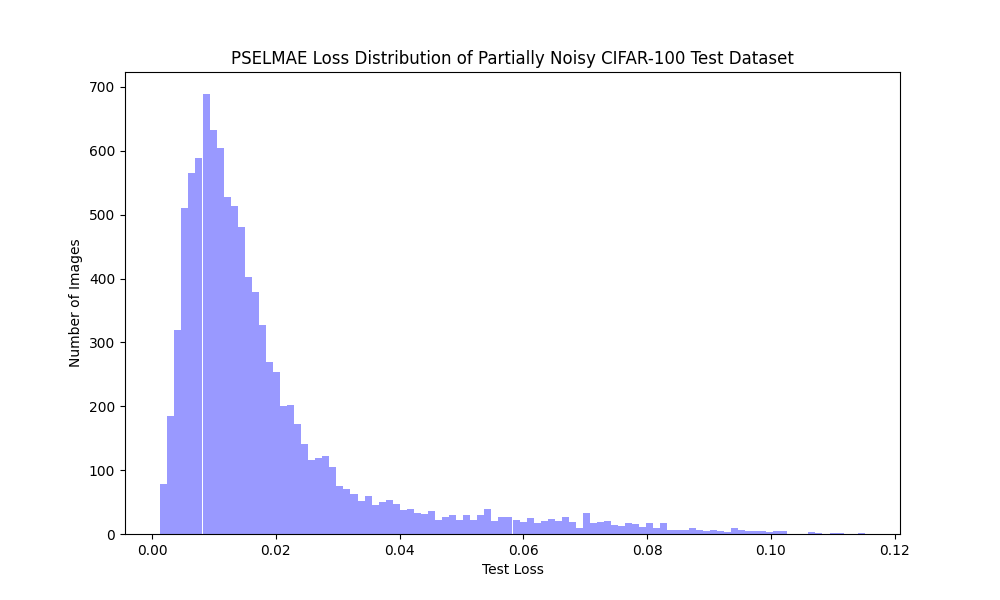 PSELMAE Loss Distribution of Partially Noisy CIFAR-100 Test Dataset
700
600
500
400
300
200
100
0
Number of Images
0.00 0.02 0.04 0.06 0.08 0.10 0.12
Test Loss